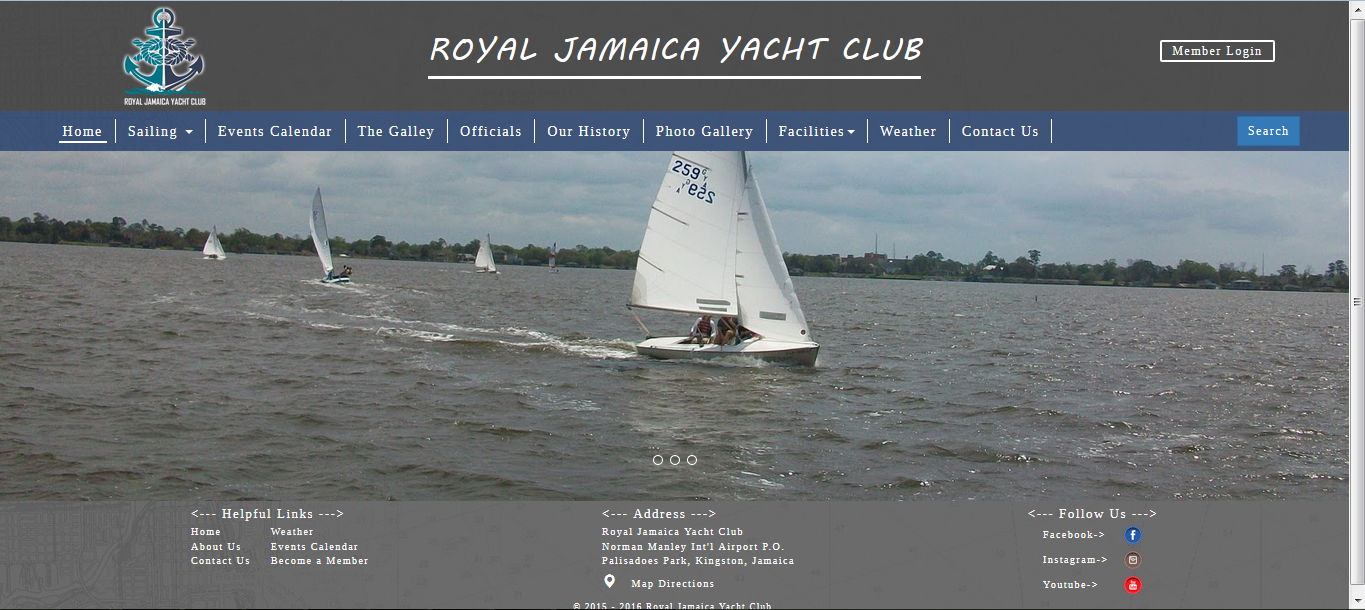 ROYAL JAMAICA YACHT CLUB
ROYAL JAMAICA YACHT CLUB
Member Login
Home Sailing Events Calendar The Galley Officials Our History Photo Gallery Facilities Weather Contact Us Search
259
259
<--- Helpful Links --->
Home Weather
About Us Events Calendar
Contact Us Become a Member
<--- Address --->
Royal Jamaica Yacht Club
Norman Manley Int'l Airport P.O.
Palisadoes Park, Kingston, Jamaica
Map Directions
<--- Follow Us --->
Facebook->
Instagram->
Youtube->
© 2015 - 2016 Royal Jamaica Yacht Club